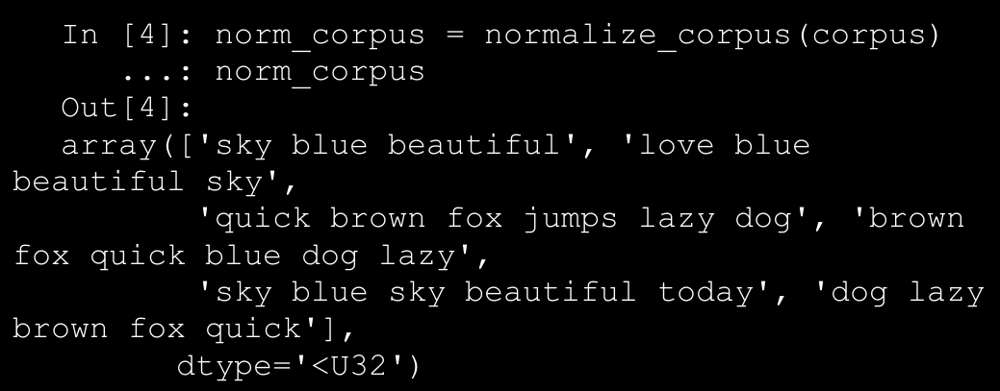 In [4]: norm_corpus = normalize_corpus(corpus)
...: norm_corpus
Out[4]:
array(['sky blue beautiful', 'love blue
beautiful sky',
'quick brown fox jumps lazy dog', 'brown
fox quick blue dog lazy',
'sky blue sky beautiful today', 'dog lazy
brown fox quick'],
dtype='<U32')